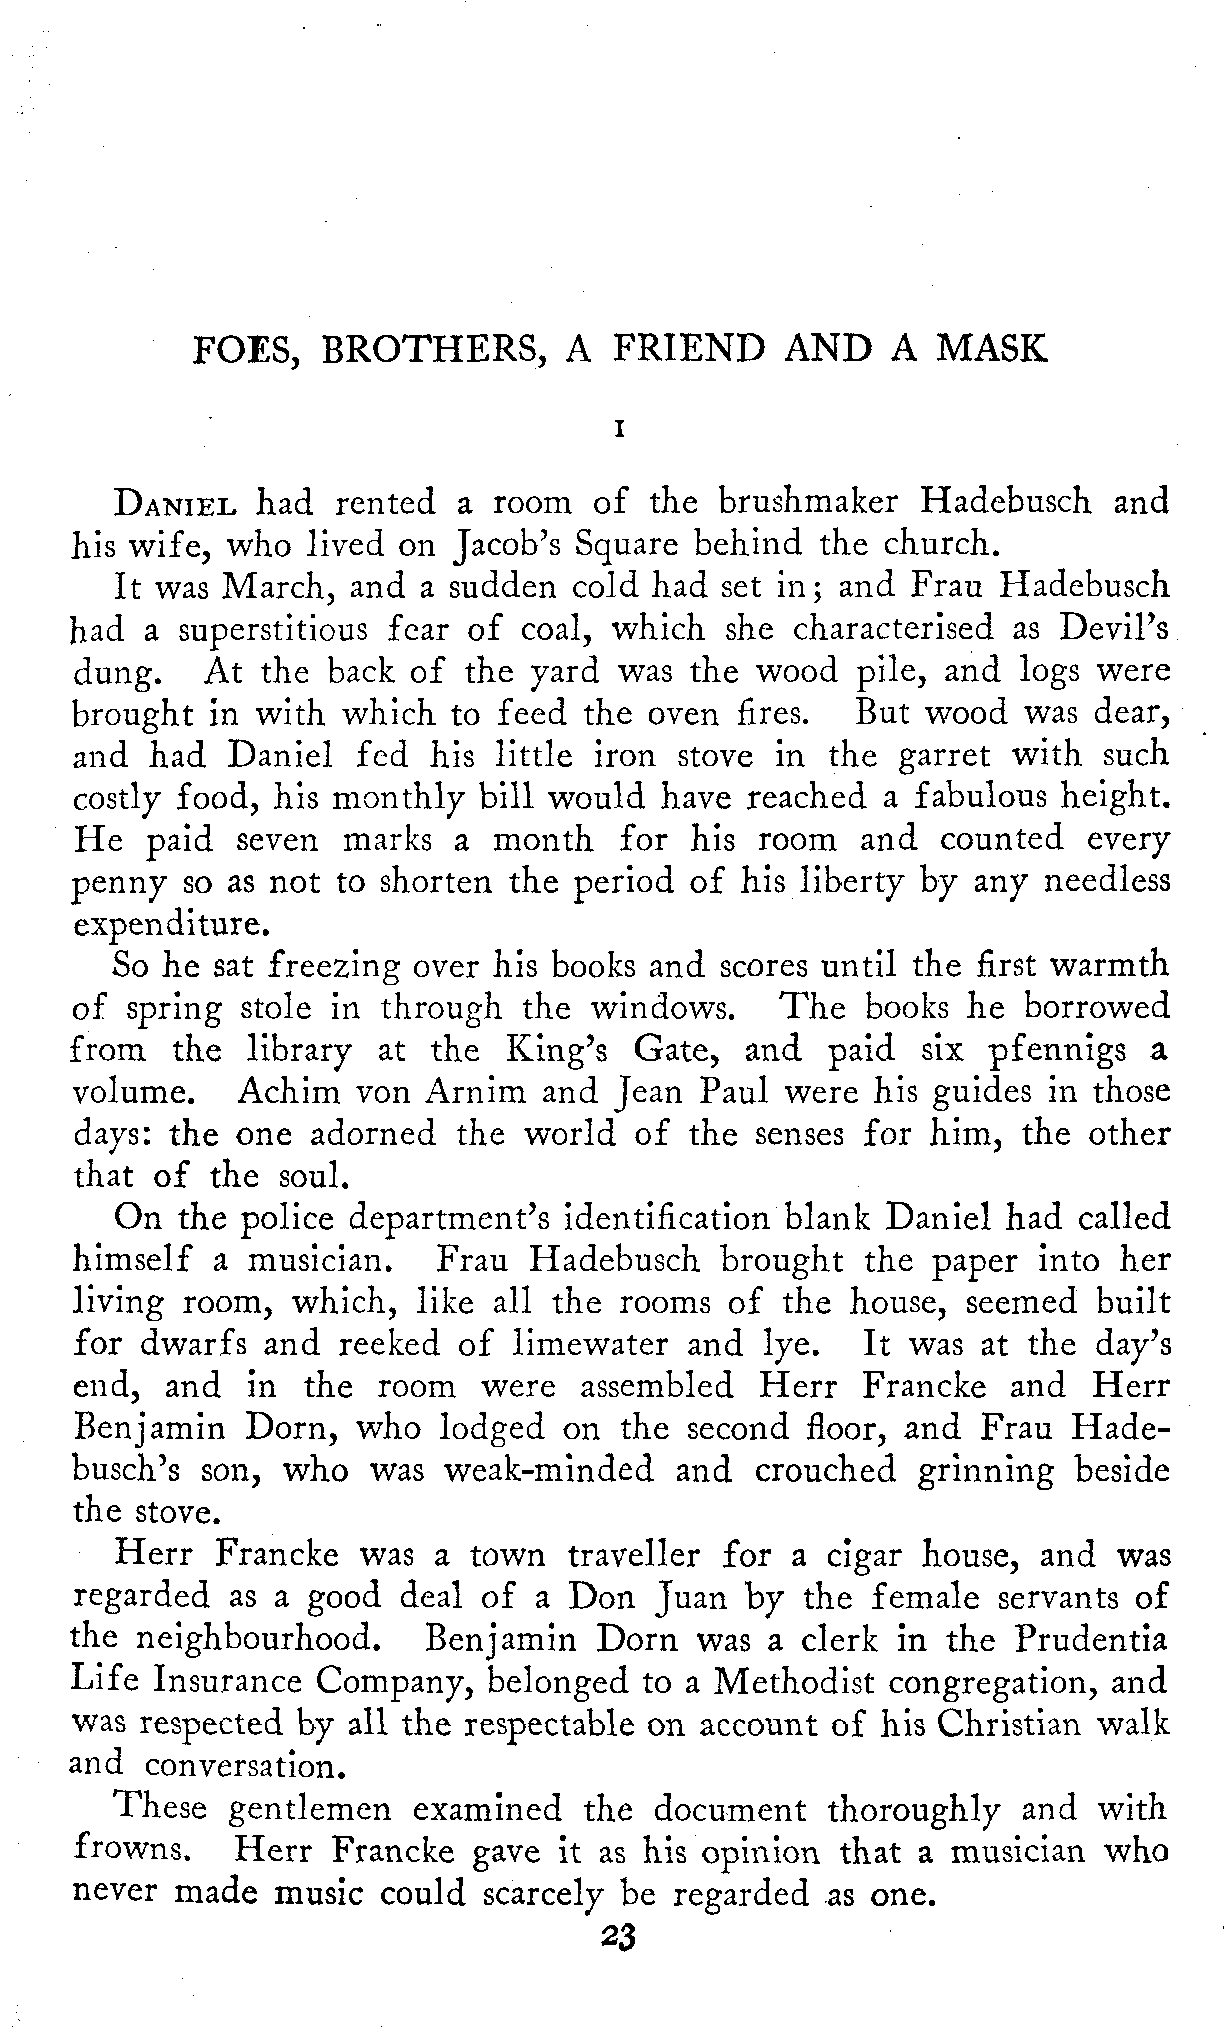 FOES, BROTHERS, A FRIEND AND A MASK
I
DANIEL had rented a room of the brushmaker Hadebusch and
his wife, who lived on Jacob's Square behind the church.
It was March, and a sudden cold had set in; and Frau Hadebusch
had a superstitious fear of coal, which she characterised as Devil's
dung. At the back of the yard was the wood pile, and logs were
brought in with which to feed the oven fires. But wood was dear,
and had Daniel fed his little iron stove in the garret with such
costly food, his monthly bill would have reached a fabulous height.
He paid seven marks a month for his room and counted every
penny so as not to shorten the period of his liberty by any needless
expenditure.
So he sat freezing over his books and scores until the first warmth
of spring stole in through the windows. The books he borrowed
from the library at the King's Gate, and paid six pfennigs a
volume. Achim von Arnim and Jean Paul were his guides in those
days: the one adorned the world of the senses for him, the other
that of the soul.
On the police department's identification blank Daniel had called
himself a musician. Frau Hadebusch brought the paper into her
living room, which, like all the rooms of the house, seemed built
for dwarfs and reeked of limewater and lye. It was at the day's
end, and in the room were assembled Herr Francke and Herr
Benjamin Dorn, who lodged on the second floor, and Frau Hade-
busch's son, who was weak-minded and crouched grinning beside
the stove.
Herr Francke was a town traveller for a cigar house, and was
regarded as a good deal of a Don Juan by the female servants of
the neighbourhood. Benjamin Dorn was a clerk in the Prudentia
Life Insurance Company, belonged to a Methodist congregation, and
was respected by all the respectable on account of his Christian walk
and conversation.
These gentlemen examined the document thoroughly and with
frowns. Herr Francke gave it as his opinion that a musician who
never made music could scarcely be regarded as one.
23